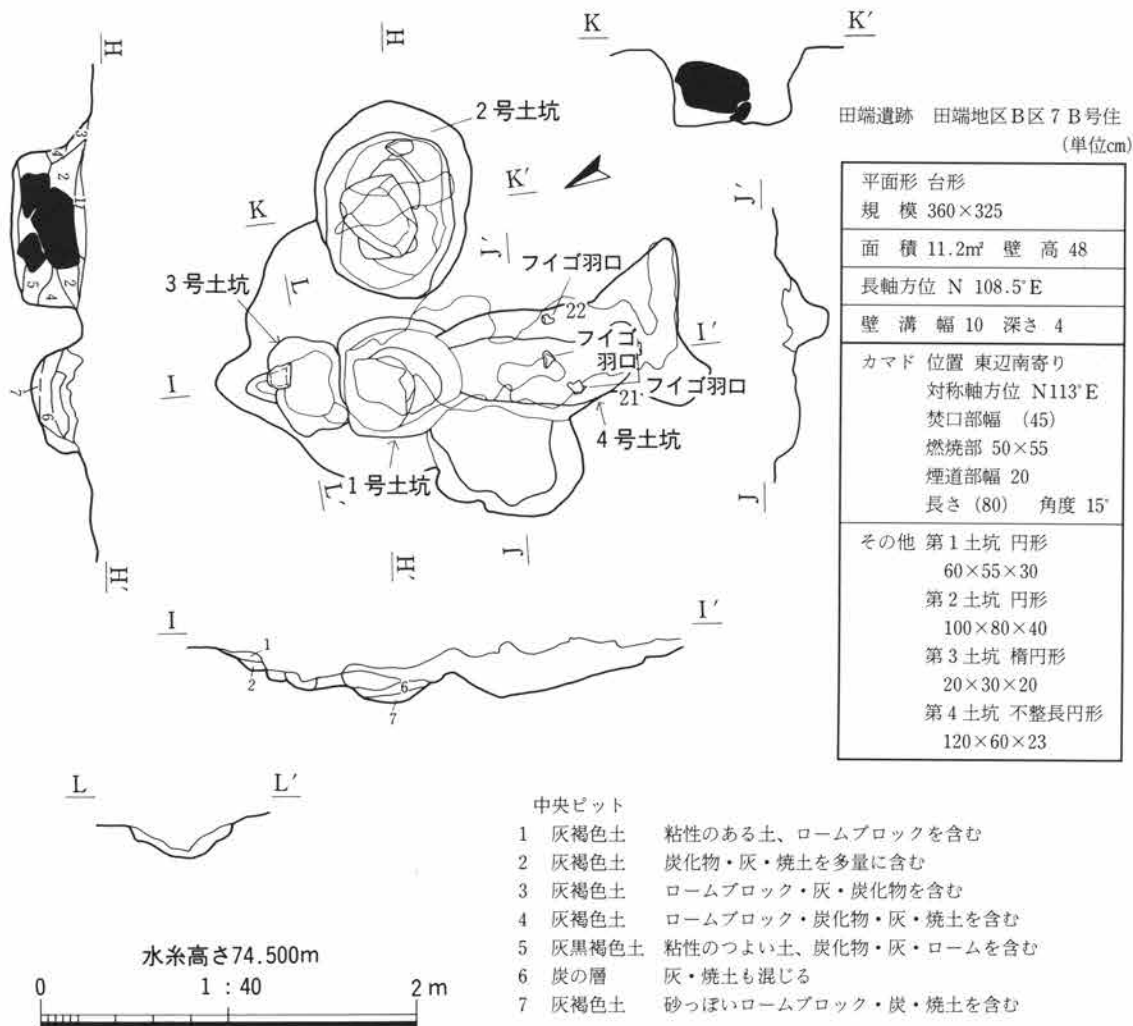 H
K
K′
H
2号土坑
田端遺跡　田端地区B区7B号住
(単位cm)
3
4
2
1
5
4
2
K
K′
J′
J′
平面形 台形
規　模 360×325
面　積 11.2㎡　壁　高 48
長軸方位 N 108.5°E
壁　溝　幅 10　深さ 4
カマド　位置　東辺南寄り
対称軸方位　N113°E
焚口部幅　(45)
燃焼部 50×55
煙道部幅 20
長さ (80)　角度 15°
その他　第1土坑　円形
60×55×30
第2土坑　円形
100×80×40
第3土坑　楕円形
20×30×20
第4土坑　不整長円形
120×60×23
3号土坑
L
フイゴ羽口
22
フイゴ
羽口
フイゴ羽口
21
I
I′
7
6
4号土坑
1号土坑
L′
J
J
H′
H′
I
I′
1
2
6
7
L
L′
中央ピット
1　灰褐色土　粘性のある土、ロームブロックを含む
2　灰褐色土　炭化物・灰・焼土を多量に含む
3　灰褐色土　ロームブロック・灰・炭化物を含む
4　灰褐色土　ロームブロック・炭化物・灰・焼土を含む
5　灰黒褐色土　粘性のつよい土、炭化物・灰・ロームを含む
6　炭の層　灰・焼土も混じる
7　灰褐色土　砂っぽいロームブロック・炭・焼土を含む
水糸高さ74.500m
0　1：40　2m